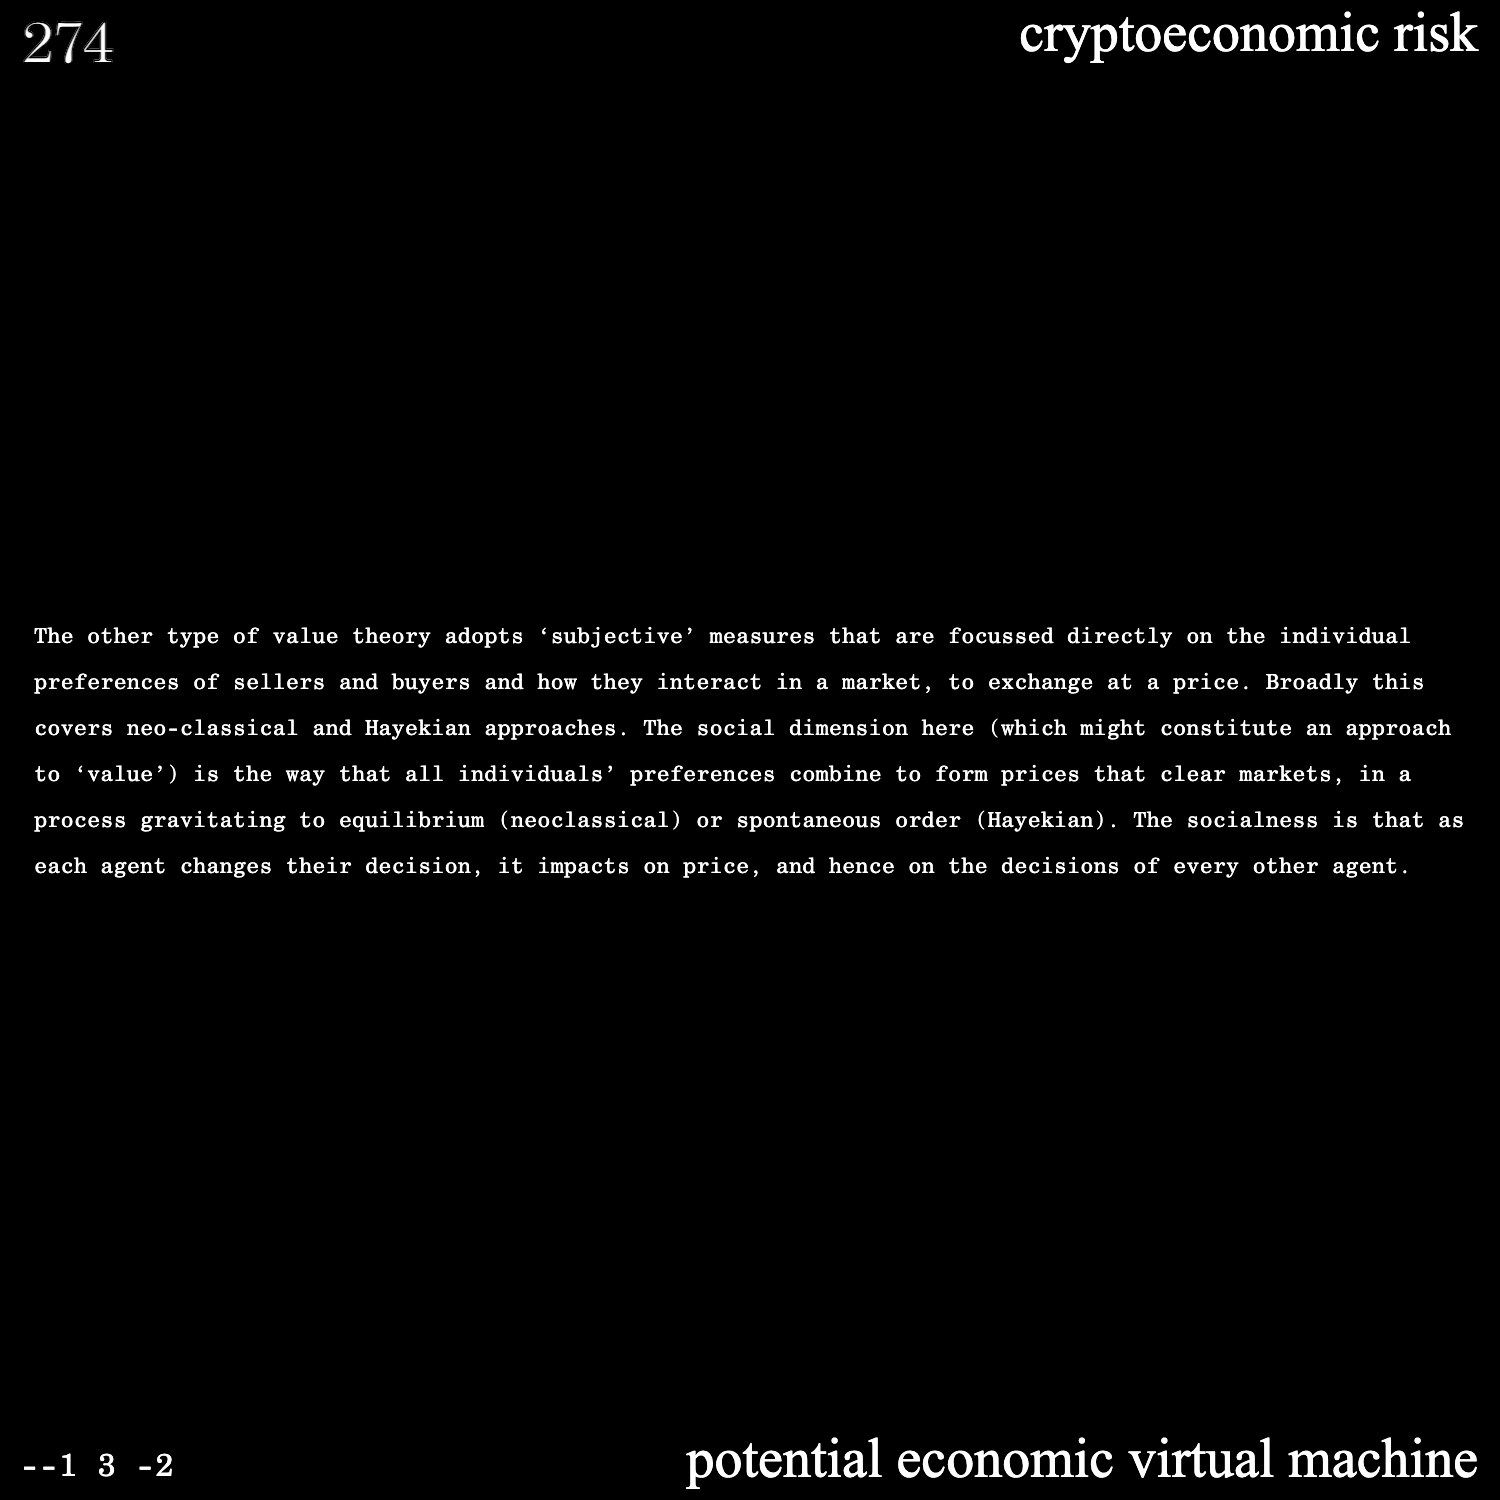 274
cryptoeconomic risk
The other type of value theory adopts ‘subjective’ measures that are focussed directly on the individual
preferences of sellers and buyers and how they interact in a market, to exchange at a price. Broadly this
covers neo-classical and Hayekian approaches. The social dimension here (which might constitute an approach
to ‘value’) is the way that all individuals’ preferences combine to form prices that clear markets, in a
process gravitating to equilibrium (neoclassical) or spontaneous order (Hayekian). The socialness is that as
each agent changes their decision, it impacts on price, and hence on the decisions of every other agent.
--1 3 -2
potential economic virtual machine